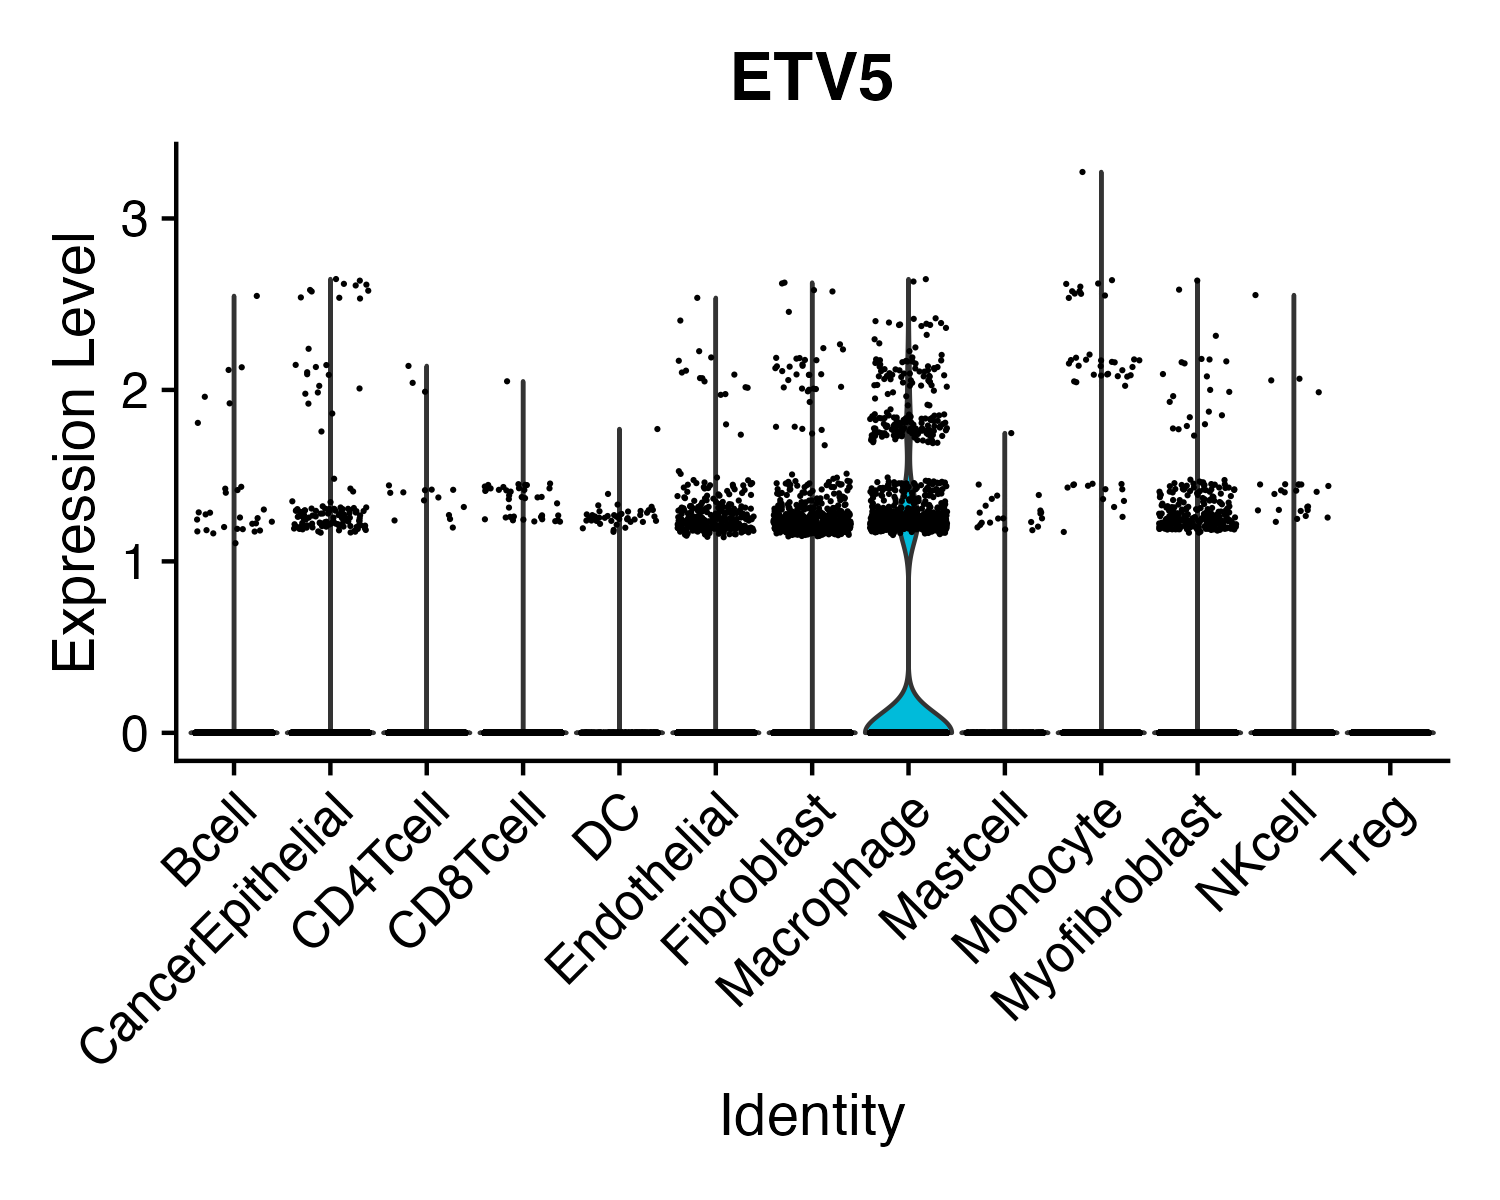 ETV5
Expression Level
3
2
1
0
Bcell
CancerEpithelial
CD4Tcell
CD8Tcell
DC
Endothelial
Fibroblast
Macrophage
Mastcell
Monocyte
Myofibroblast
NKcell
Treg
Identity